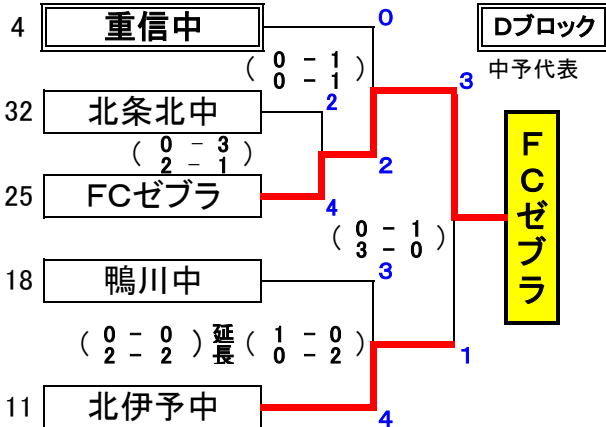 4 重信中 0 Dブロック
( 0 - 1 ) 中予代表
0 - 1
3
32 北条北中 2
( 0 - 3 )
2 - 1
2
25 FCゼブラ 4
FCゼブラ
( 0 - 1 )
3 - 0
18 鴨川中 3
( 0 - 0 ) 延長 ( 1 - 0 )
2 - 2 0 - 2
1
11 北伊予中 4